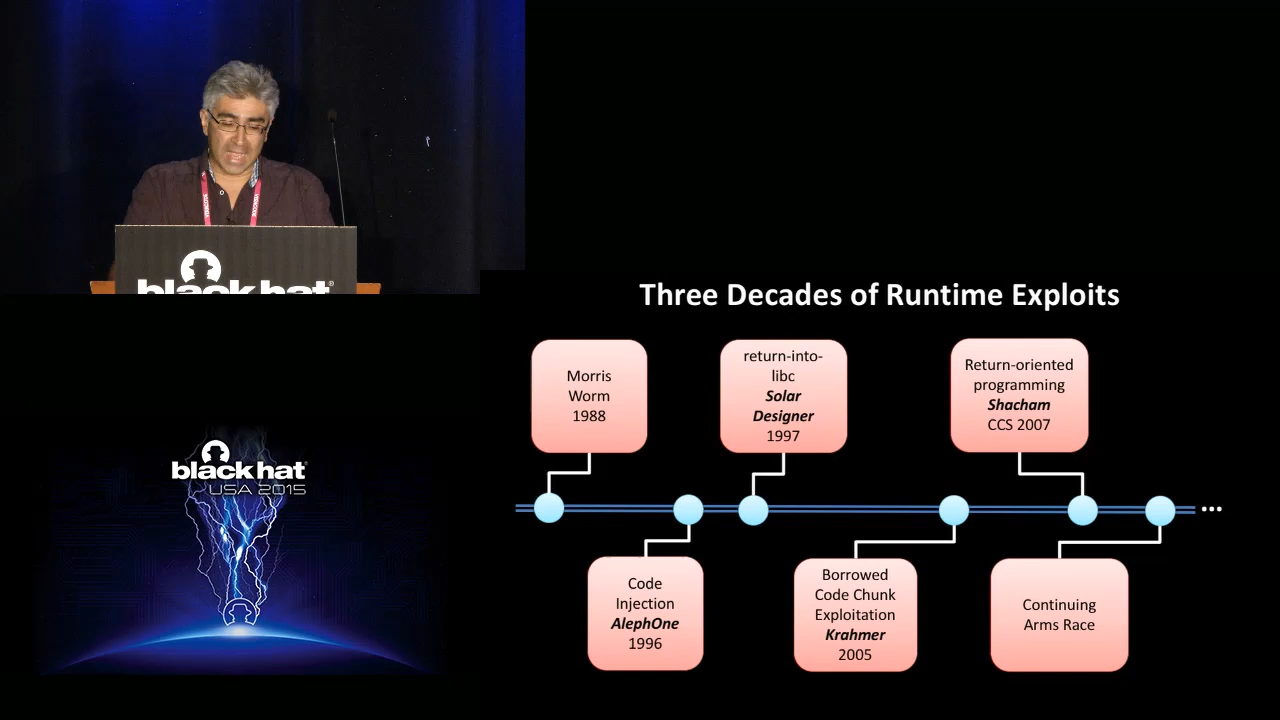 black hat
Three Decades of Runtime Exploits
Morris
Worm
1988
return-into-
libc
Solar
Designer
1997
Return-oriented
programming
Shacham
CCS 2007
Code
Injection
AlephOne
1996
Borrowed
Code Chunk
Exploitation
Krahmer
2005
Continuing
Arms Race
...
black hat
USA 2015